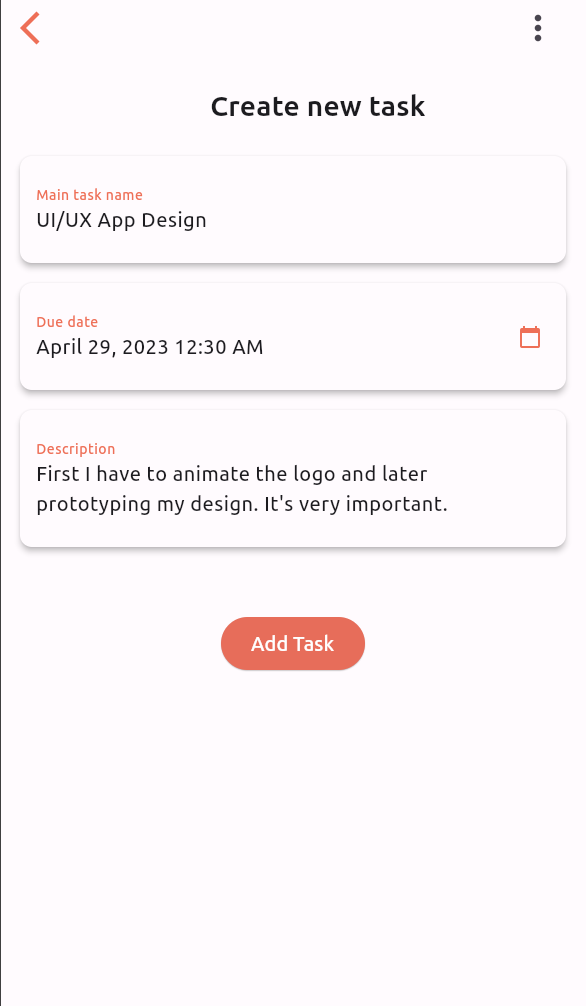 Create new task
Main task name
UI/UX App Design
Due date
April 29, 2023 12:30 AM
Description
First I have to animate the logo and later
prototyping my design. It's very important.
Add Task